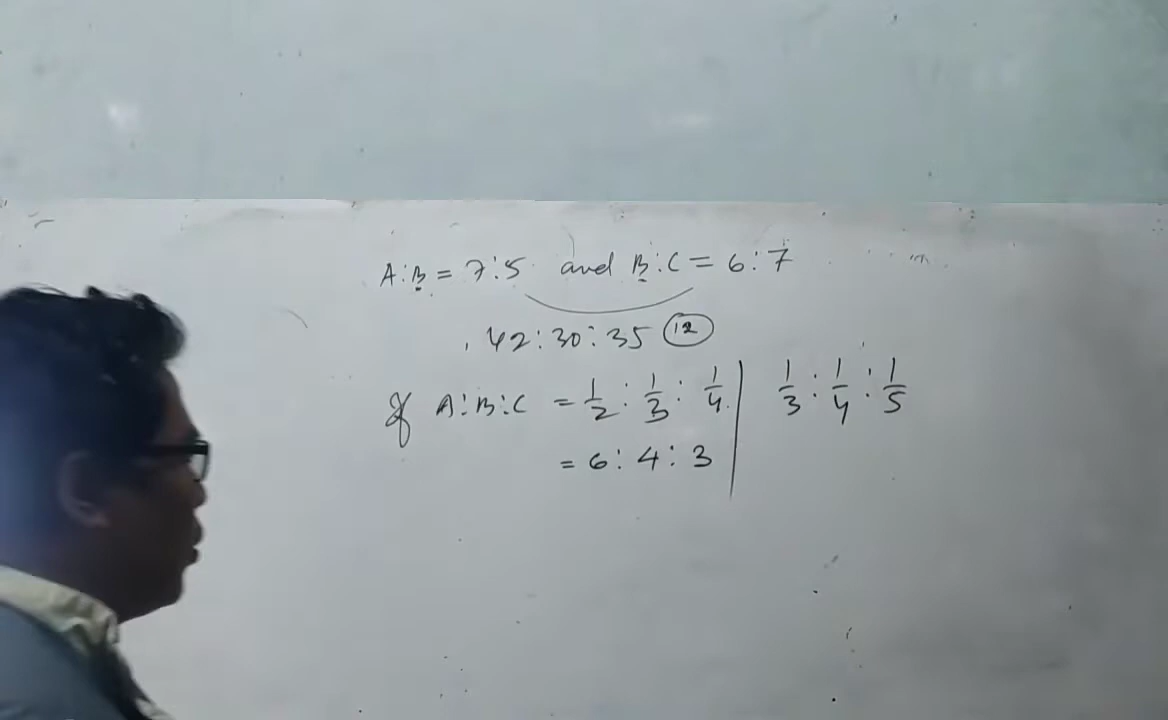 A:B = 7:5 and B:C = 6:7
42:30:35 12
If A:B:C = 1/2 : 1/3 : 1/4 | 1/3 : 1/4 : 1/5
= 6:4:3